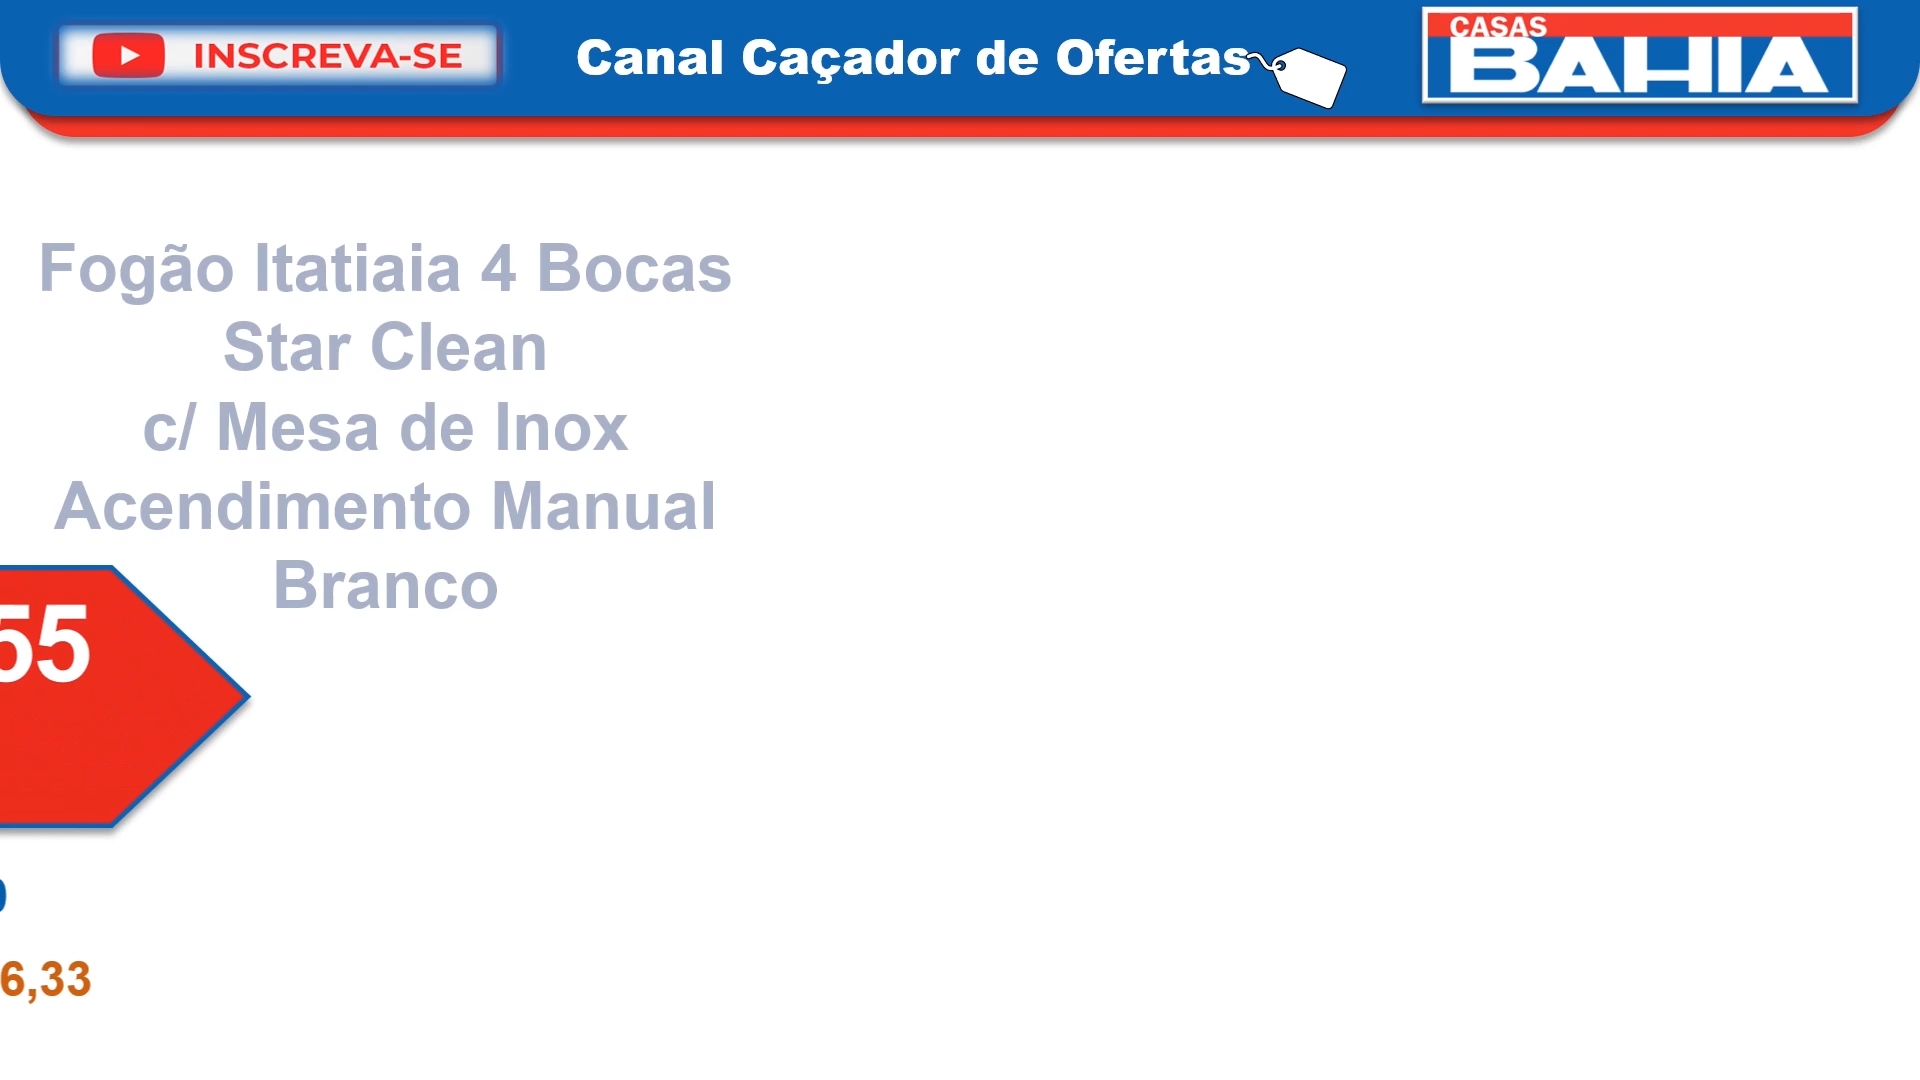 INSCREVA-SE
Canal Caçador de Ofertas
CASAS
BAHIA
Fogão Itatiaia 4 Bocas
Star Clean
c/ Mesa de Inox
Acendimento Manual
Branco
55
6,33